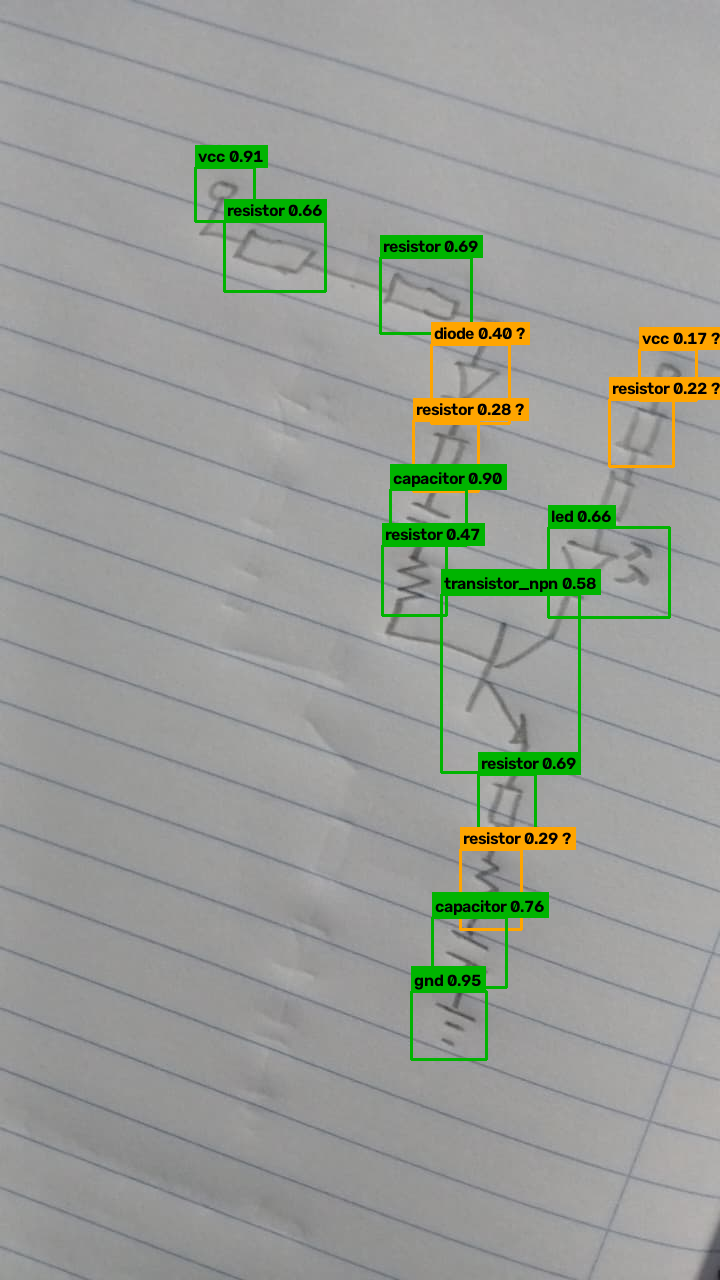 vcc 0.91
resistor 0.66
resistor 0.69
diode 0.40 ?
vcc 0.17 ?
resistor 0.22 ?
resistor 0.28 ?
capacitor 0.90
led 0.66
resistor 0.47
transistor_npn 0.58
resistor 0.69
resistor 0.29 ?
capacitor 0.76
gnd 0.95